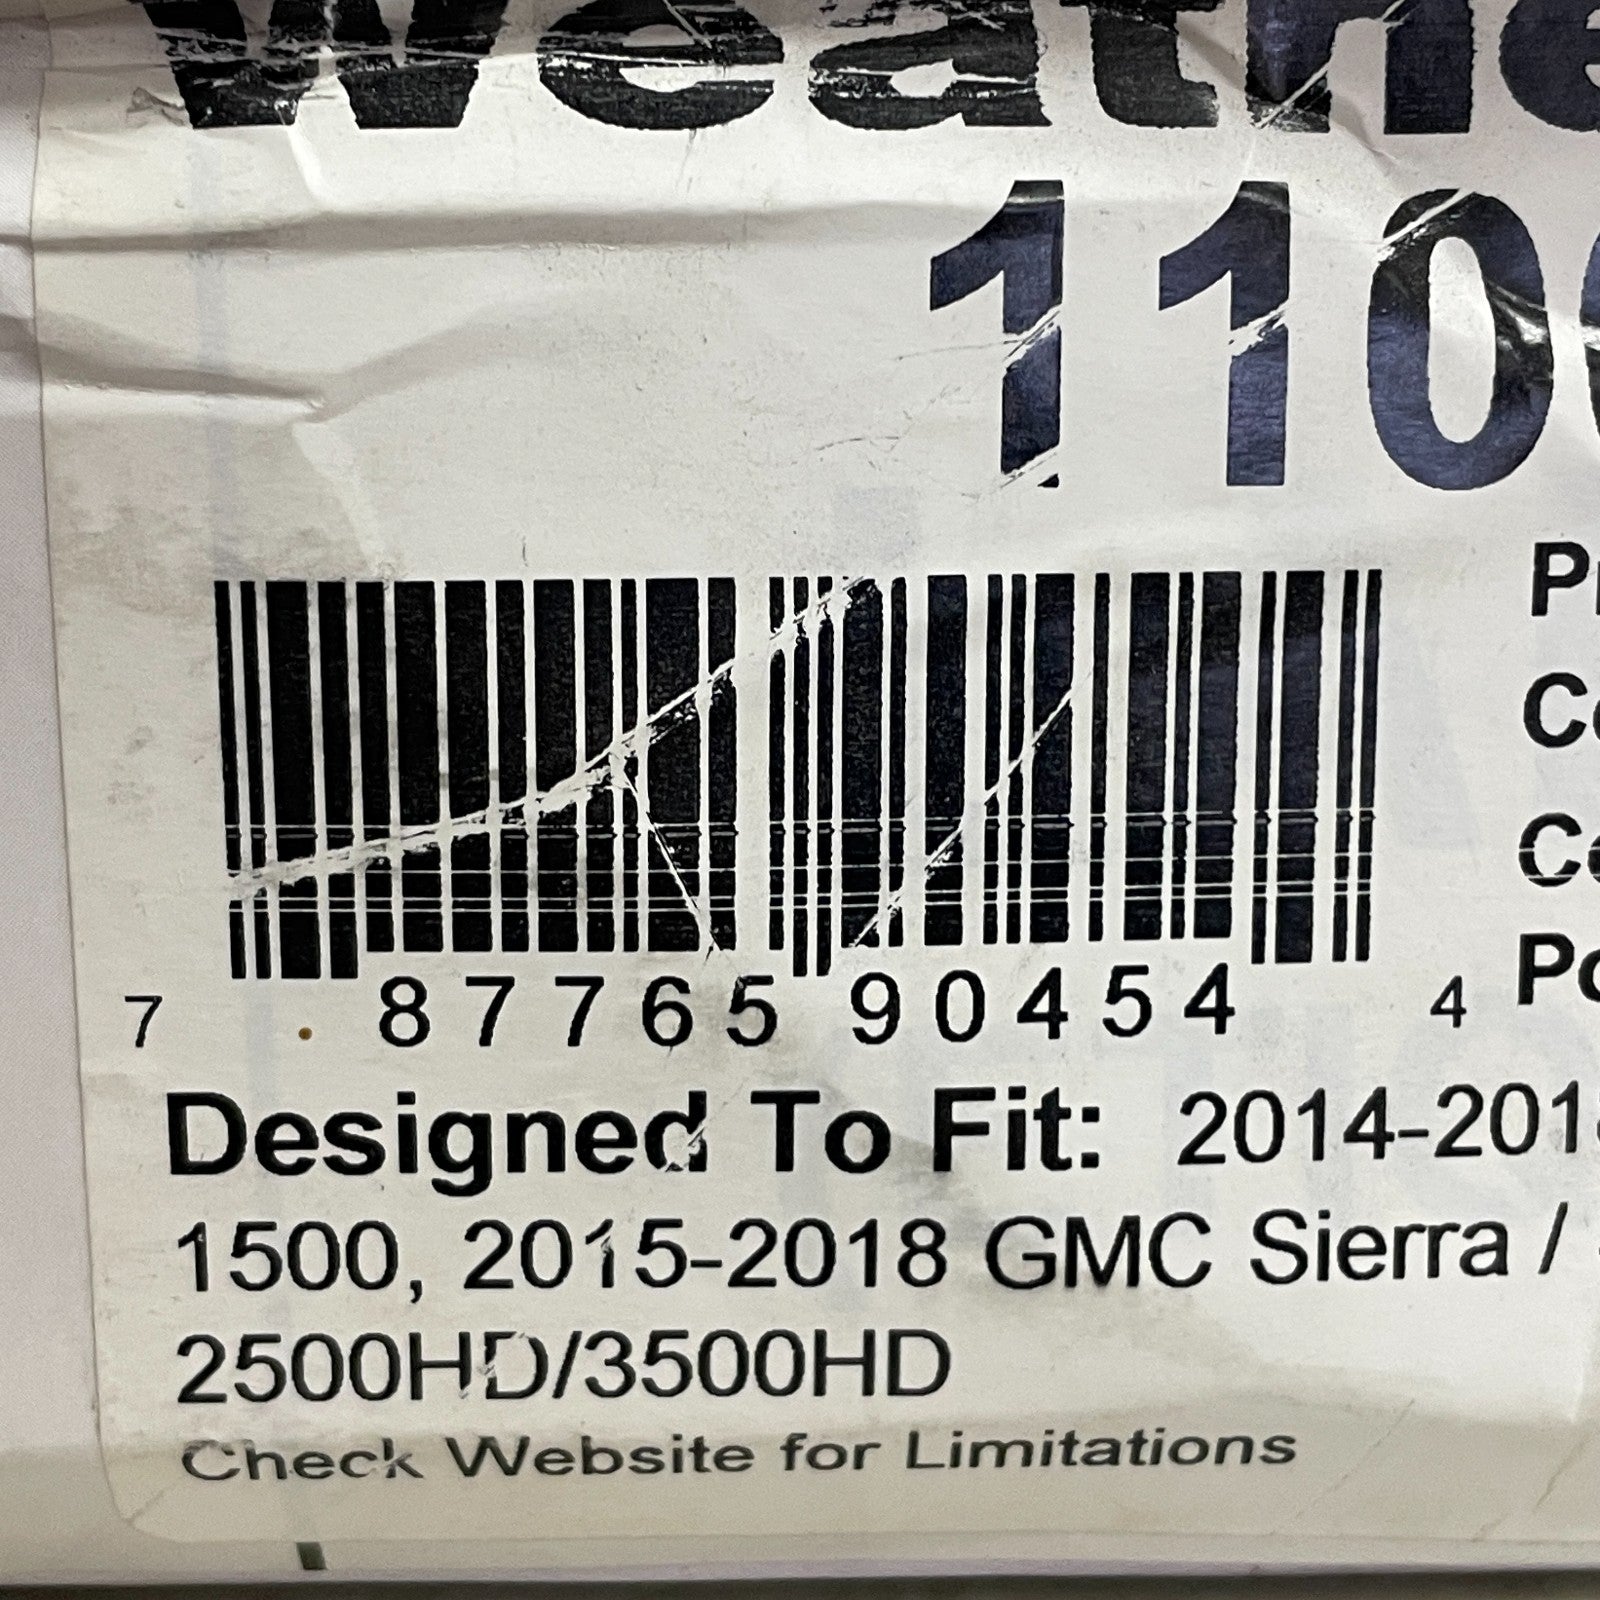 110
7 87765 90454 4
Designed To Fit: 2014-201
1500, 2015-2018 GMC Sierra /
2500HD/3500HD
Check Website for Limitations